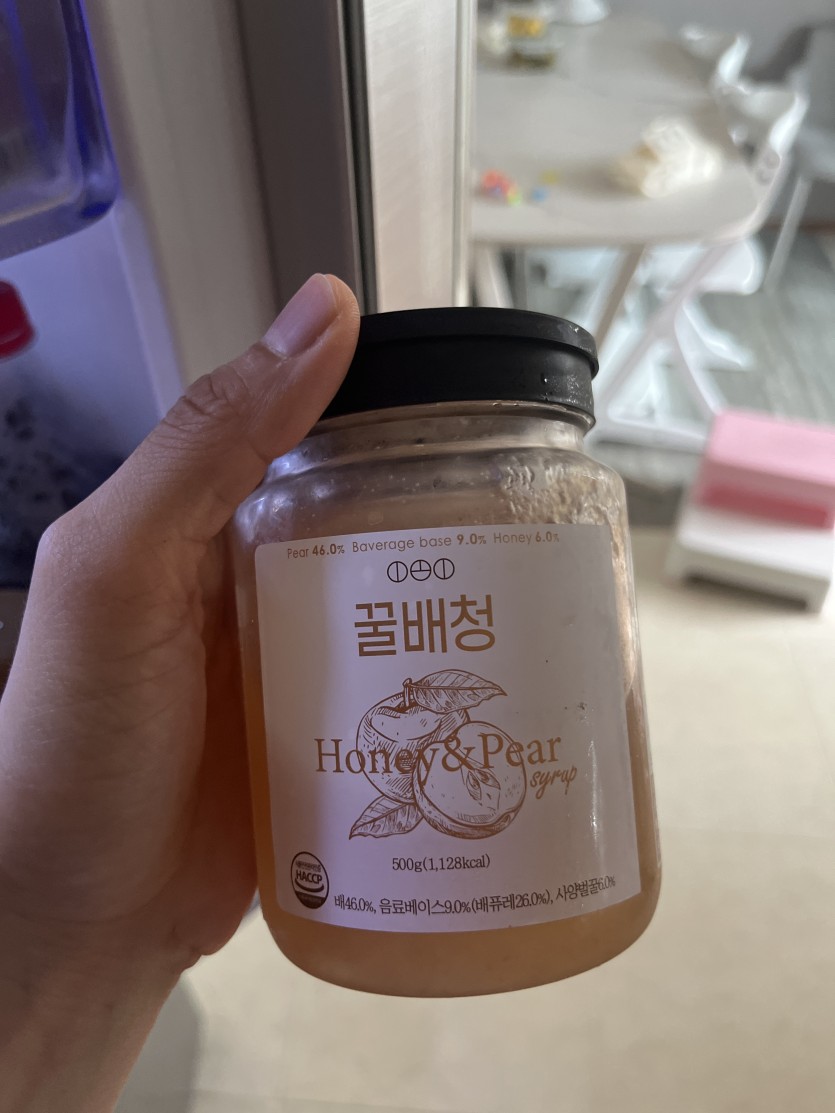 Pear 46.0% Baverage base 9.0% Honey 6.0%
꿀배청
Honey&Pear
syrup
500g(1,128kcal)
HACCP
배46.0%, 음료베이스9.0%(배퓨레26.0%), 사양벌꿀6.0%